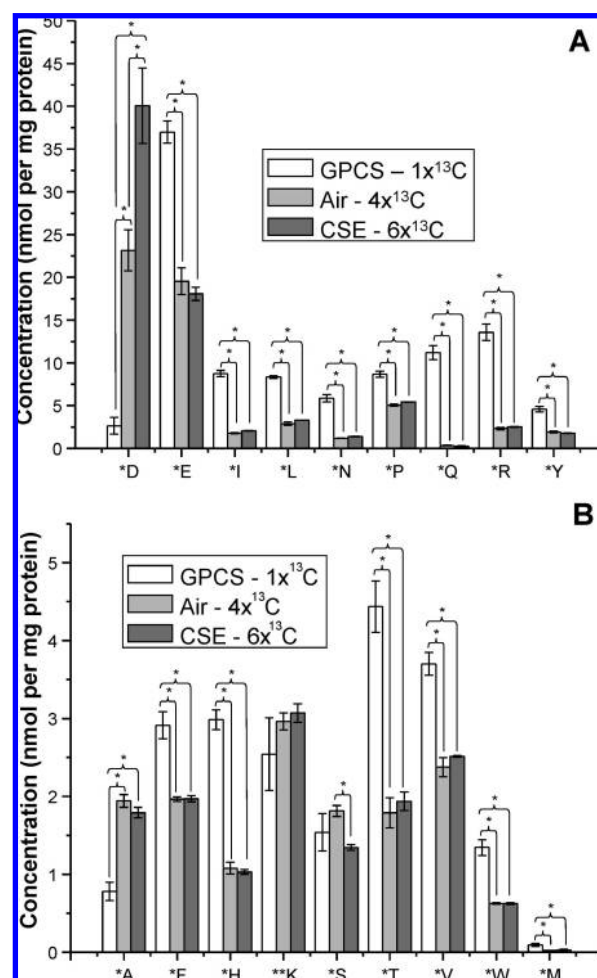 A
Concentration (nmol per mg protein)
50
45
40
35
30
25
20
15
10
5
0
GPCS – 1x¹³C
Air - 4x¹³C
CSE - 6x¹³C
* * * * * * * * * * * * * * * * * * *
*D *E *I *L *N *P *Q *R *Y
B
Concentration (nmol per mg protein)
5
4
3
2
1
0
GPCS - 1x¹³C
Air - 4x¹³C
CSE - 6x¹³C
* * * * * * * * * * * * * * *
*A *F *H **K *S *T *V *W *M